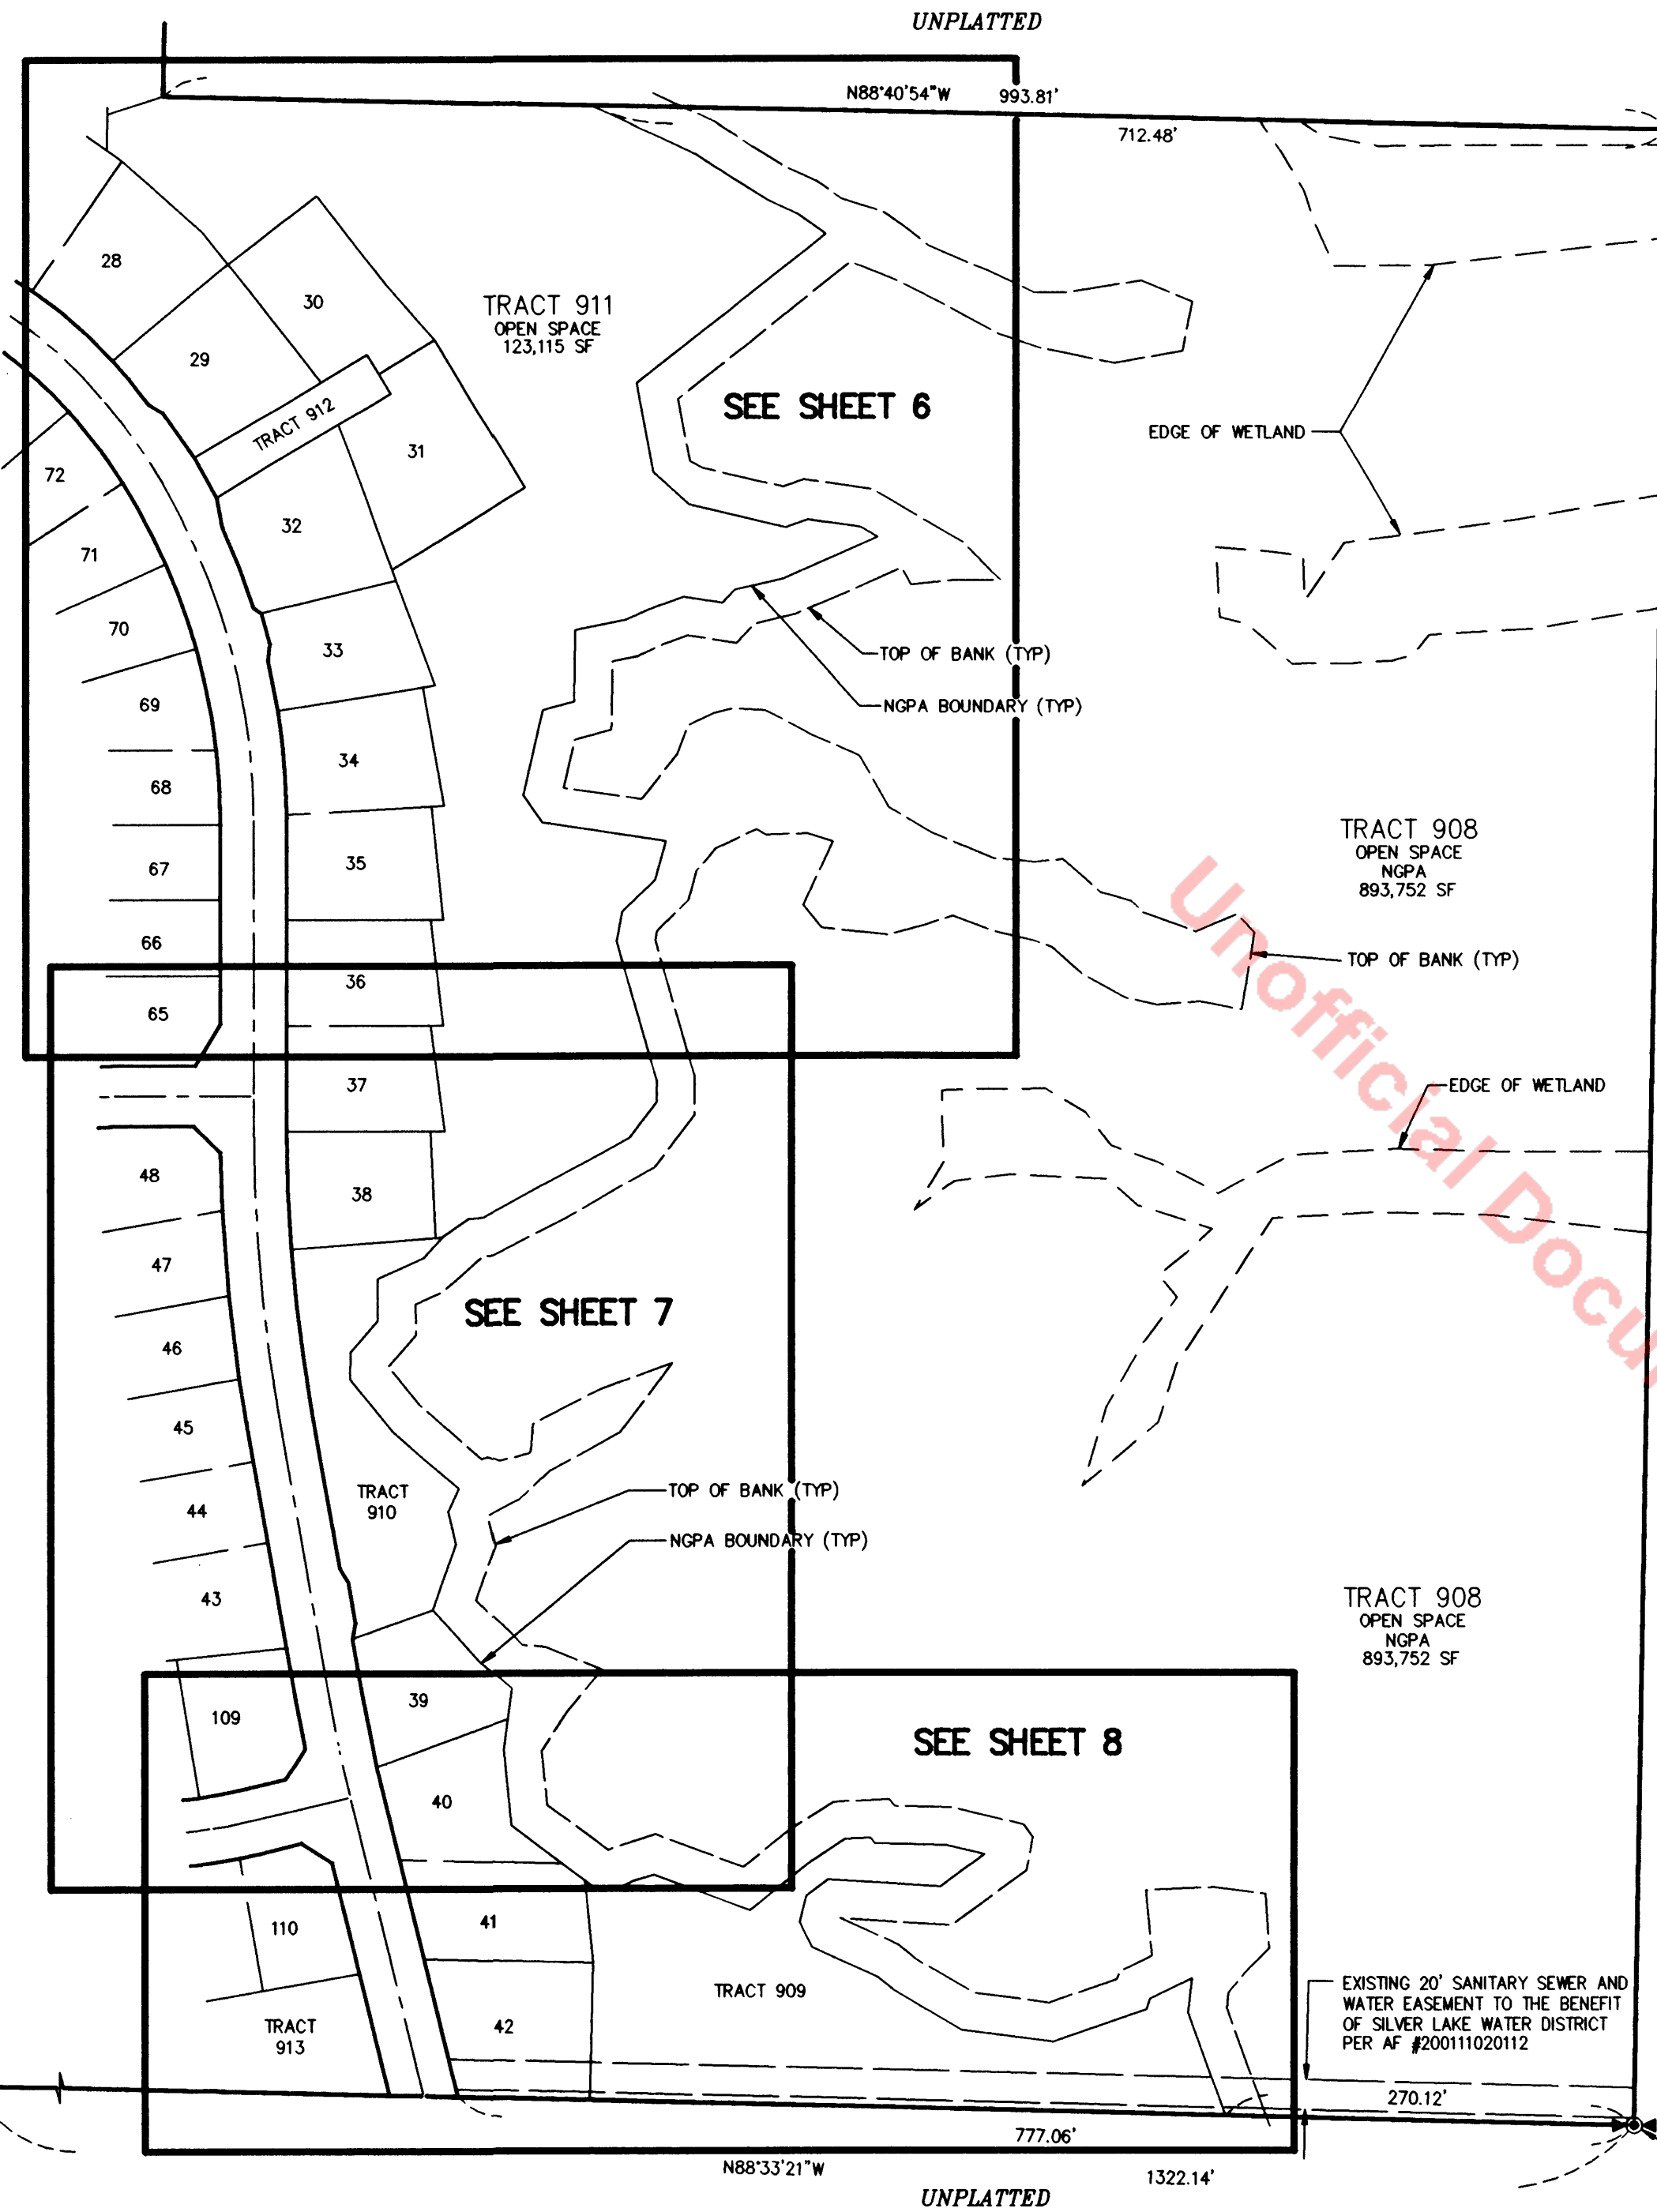 UNPLATTED
N88°40'54"W 993.81'
712.48'
28
30
TRACT 911
OPEN SPACE
123,115 SF
29
SEE SHEET 6
TRACT 912
EDGE OF WETLAND
31
72
32
71
70
33
TOP OF BANK (TYP)
69
NGPA BOUNDARY (TYP)
34
68
TRACT 908
OPEN SPACE
NGPA
893,752 SF
35
67
66
TOP OF BANK (TYP)
36
65
37
EDGE OF WETLAND
48
38
47
SEE SHEET 7
46
45
TRACT
910
TOP OF BANK (TYP)
44
NGPA BOUNDARY (TYP)
43
TRACT 908
OPEN SPACE
NGPA
893,752 SF
39
109
SEE SHEET 8
40
41
110
TRACT 909
EXISTING 20' SANITARY SEWER AND
WATER EASEMENT TO THE BENEFIT
OF SILVER LAKE WATER DISTRICT
PER AF #200111020112
TRACT
913
42
270.12'
777.06'
N88°33'21"W
1322.14'
UNPLATTED
Unofficial Docu